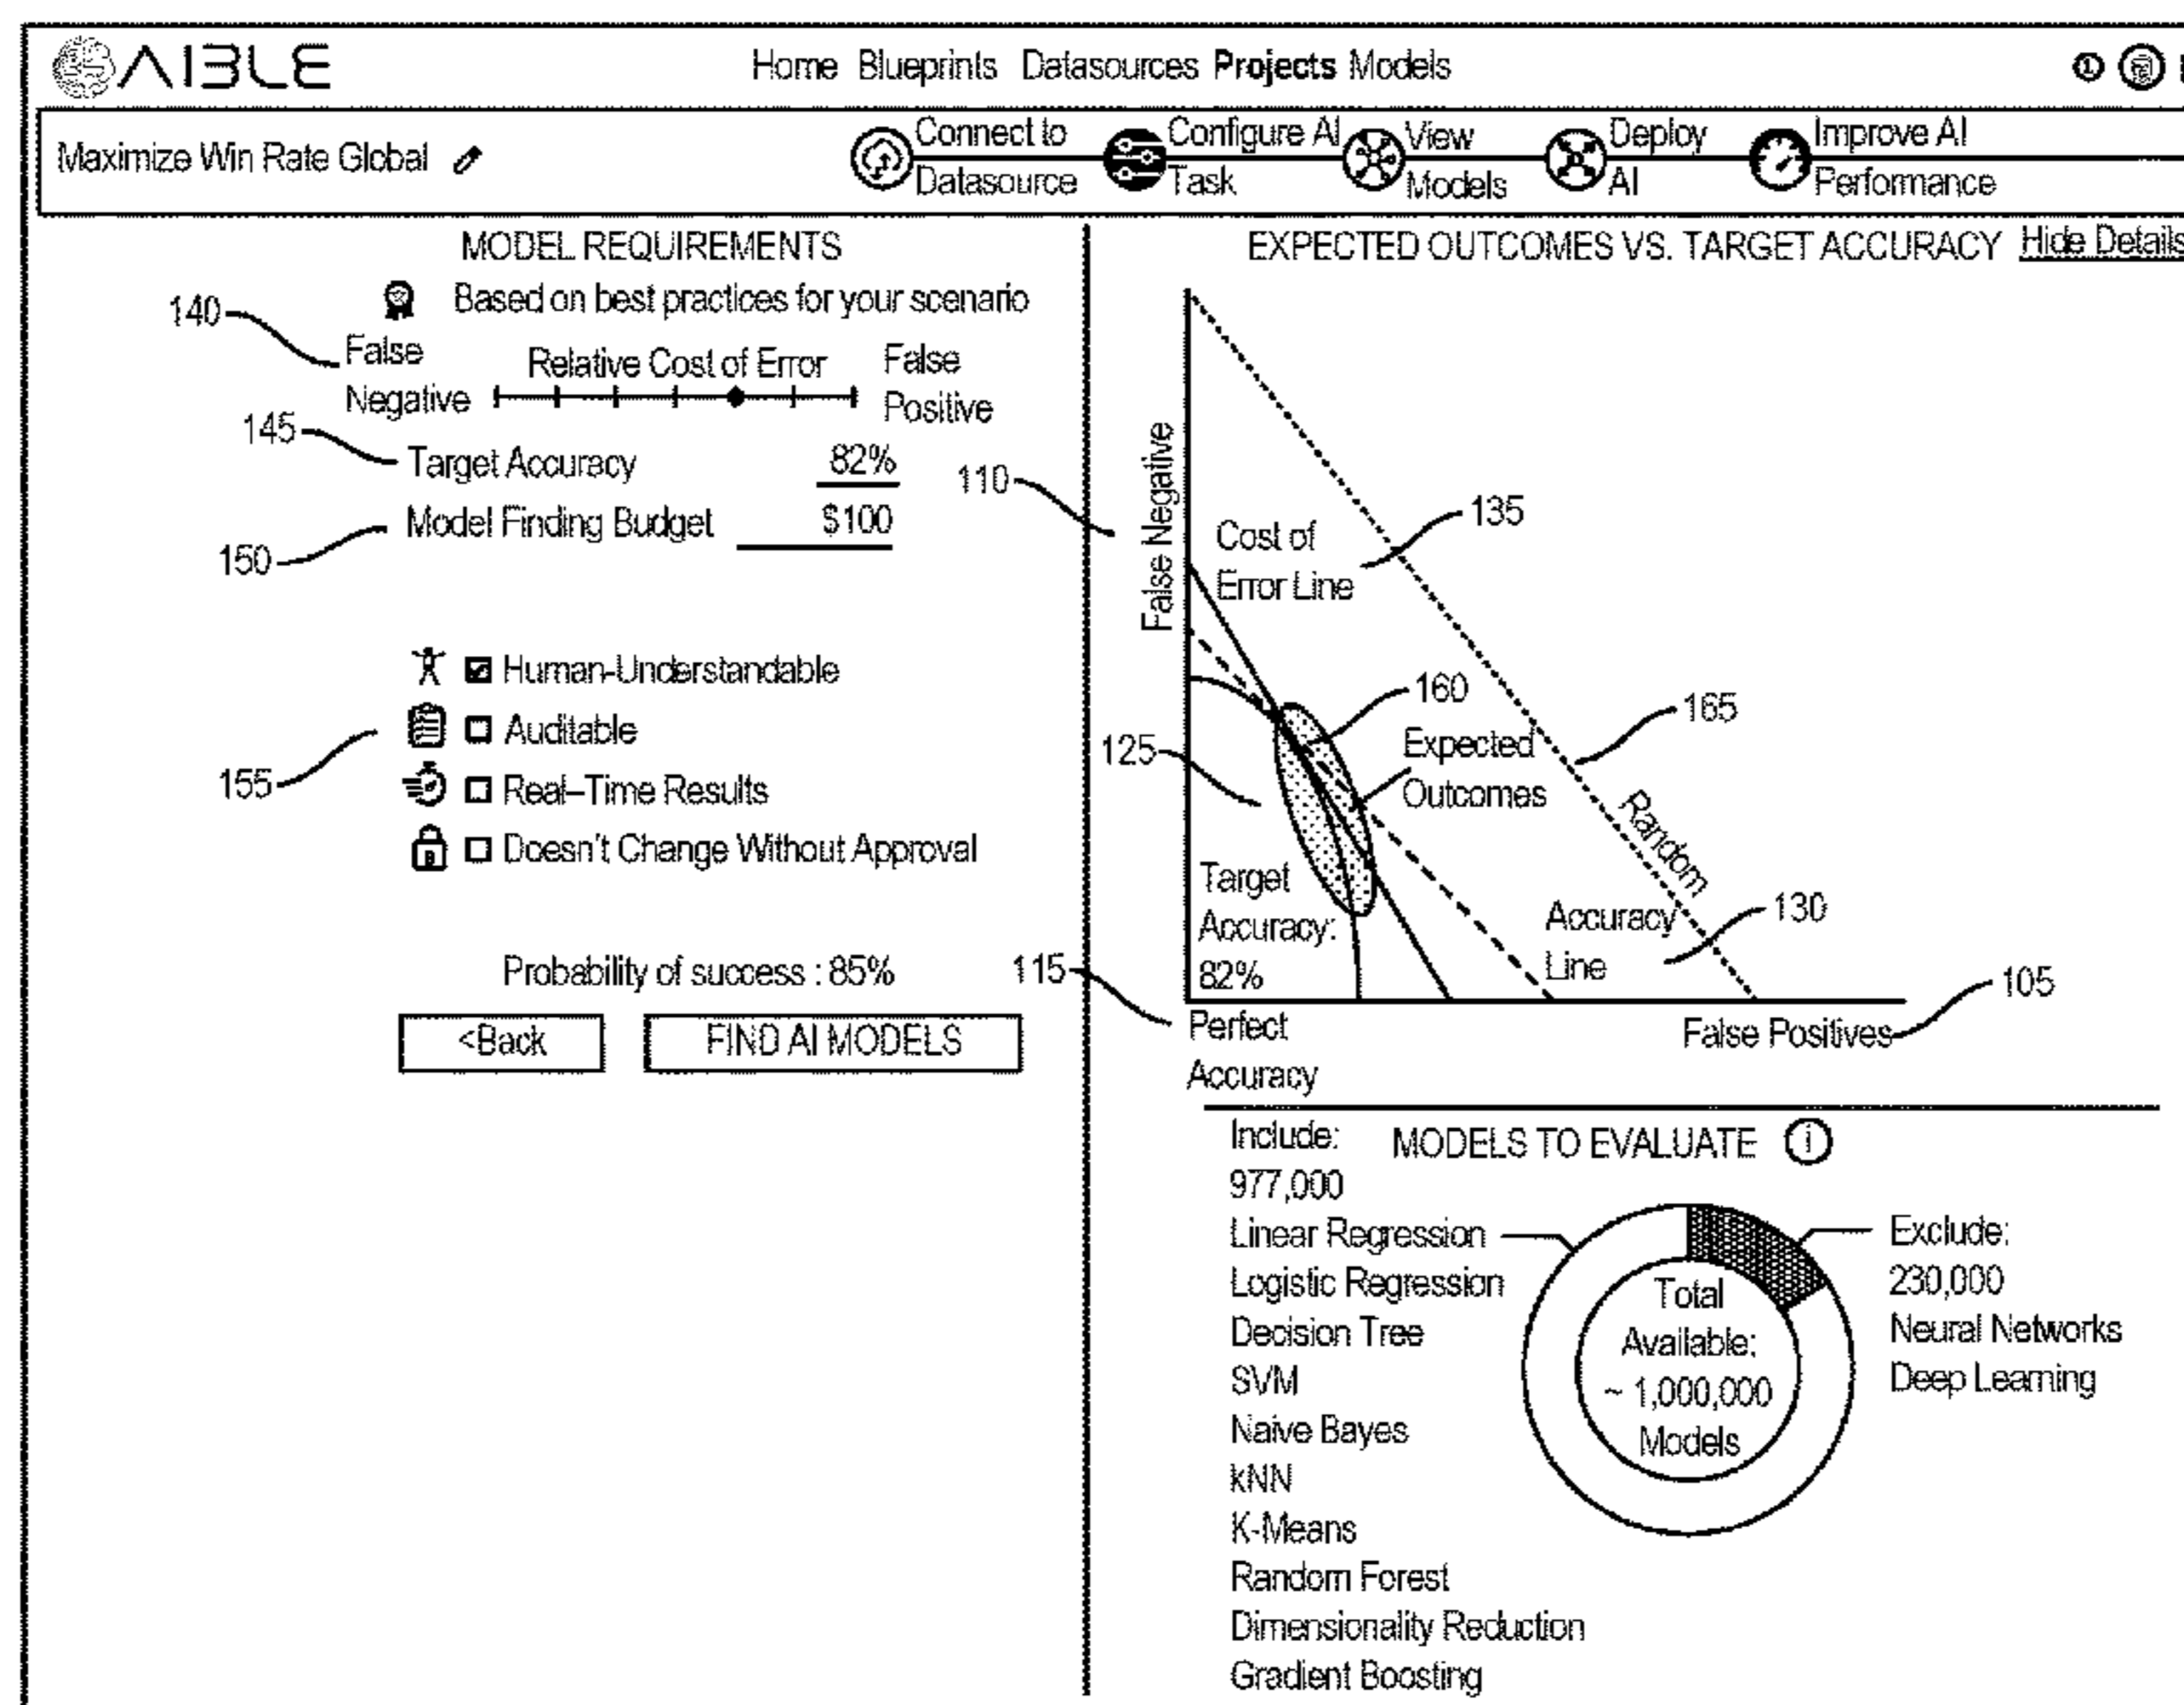 AIBLE
Home Blueprints Datasources Projects Models
Maximize Win Rate Global
Connect to Datasource
Configure AI Task
View Models
Deploy AI
Improve AI Performance
MODEL REQUIREMENTS
Based on best practices for your scenario
140
False Negative
Relative Cost of Error
False Positive
145
Target Accuracy 82%
150
Model Finding Budget $100
Human-Understandable
Auditable
155
Real-Time Results
Doesn't Change Without Approval
Probability of success : 85%
<Back
FIND AI MODELS
EXPECTED OUTCOMES VS. TARGET ACCURACY Hide Details
110
False Negative
Cost of
Error Line
135
160
165
125
Expected
Outcomes
Random
Target
Accuracy:
82%
Accuracy
Line
130
115
105
Perfect
Accuracy
False Positives
Include:
977,000
MODELS TO EVALUATE i
Linear Regression
Logistic Regression
Decision Tree
SVM
Naive Bayes
kNN
K-Means
Random Forest
Dimensionality Reduction
Gradient Boosting
Total
Available:
~ 1,000,000
Models
Exclude:
230,000
Neural Networks
Deep Learning